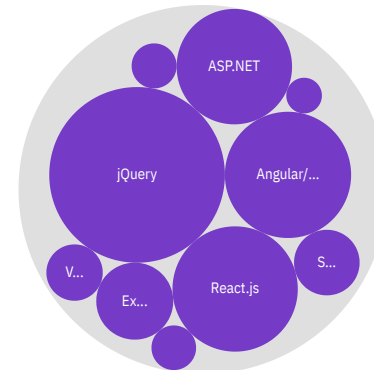 ASP.NET
jQuery
Angular/...
S...
V...
React.js
Ex...